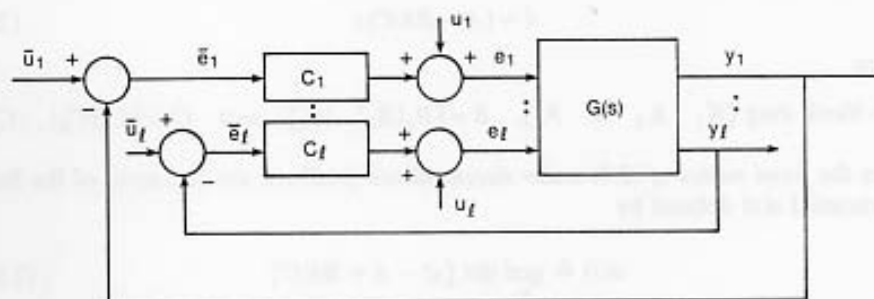 ū₁ + − ē₁ C₁ + + u₁ e₁ G(s) y₁
⋮ ⋮ ⋮
ūℓ + − ēℓ Cℓ + + uℓ eℓ yℓ